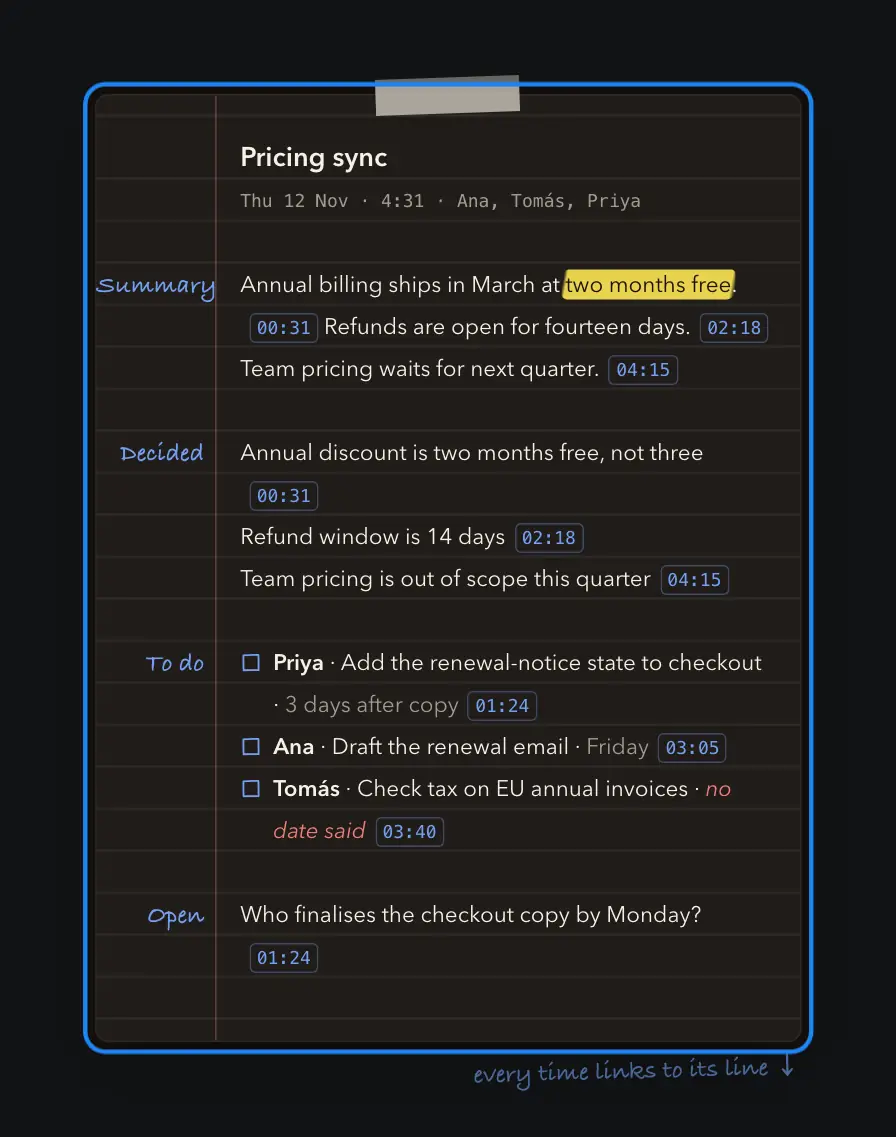 Pricing sync
Thu 12 Nov · 4:31 · Ana, Tomás, Priya
Summary Annual billing ships in March at two months free.
00:31 Refunds are open for fourteen days. 02:18
Team pricing waits for next quarter. 04:15
Decided Annual discount is two months free, not three
00:31
Refund window is 14 days 02:18
Team pricing is out of scope this quarter 04:15
To do Priya · Add the renewal-notice state to checkout
· 3 days after copy 01:24
Ana · Draft the renewal email · Friday 03:05
Tomás · Check tax on EU annual invoices · no
date said 03:40
Open Who finalises the checkout copy by Monday?
01:24
every time links to its line ↓